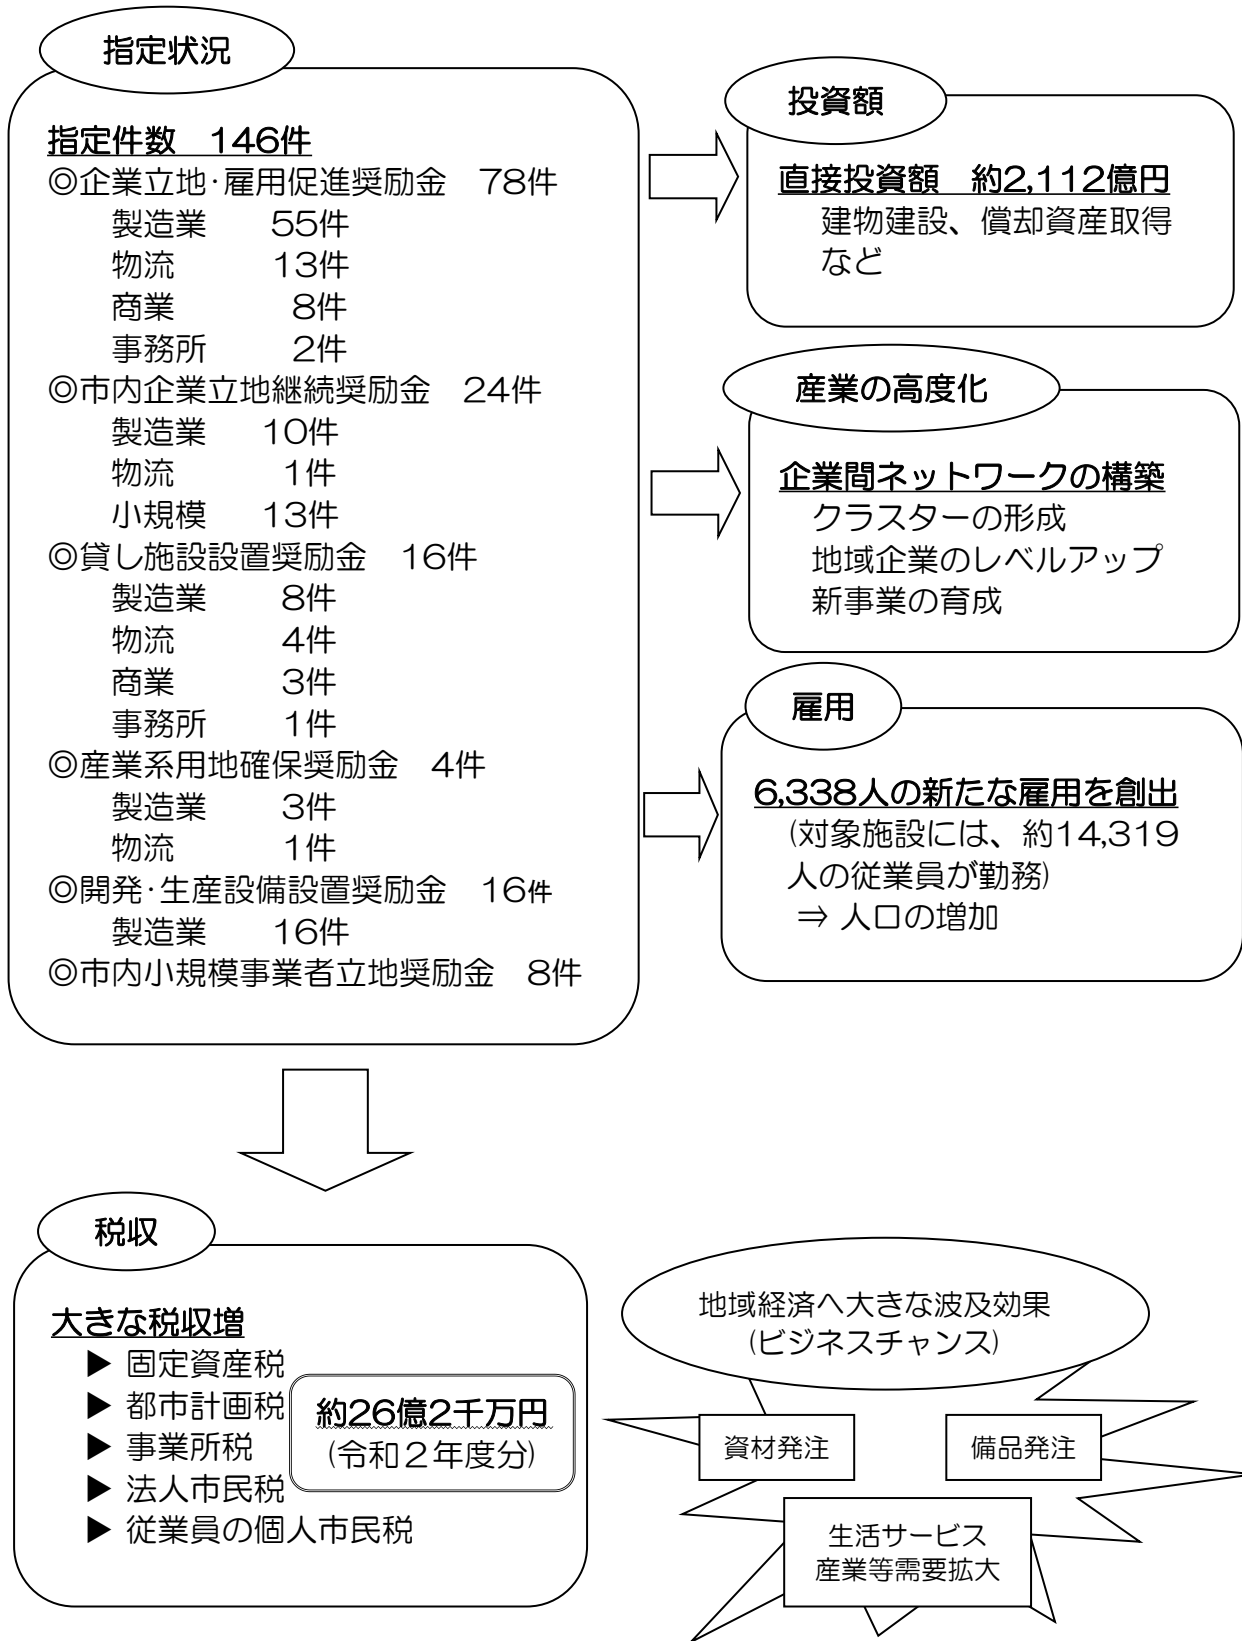 指定状況
指定件数　146件
◎企業立地・雇用促進奨励金　78件
製造業　55件
物流　13件
商業　8件
事務所　2件
◎市内企業立地継続奨励金　24件
製造業　10件
物流　1件
小規模　13件
◎貸し施設設置奨励金　16件
製造業　8件
物流　4件
商業　3件
事務所　1件
◎産業系用地確保奨励金　4件
製造業　3件
物流　1件
◎開発・生産設備設置奨励金　16件
製造業　16件
◎市内小規模事業者立地奨励金　8件
投資額
直接投資額　約2,112億円
建物建設、償却資産取得
など
産業の高度化
企業間ネットワークの構築
クラスターの形成
地域企業のレベルアップ
新事業の育成
雇用
6,338人の新たな雇用を創出
(対象施設には、約14,319
人の従業員が勤務)
⇒ 人口の増加
税収
大きな税収増
▶ 固定資産税
▶ 都市計画税
▶ 事業所税
▶ 法人市民税
▶ 従業員の個人市民税
約26億2千万円
(令和２年度分)
地域経済へ大きな波及効果
(ビジネスチャンス)
資材発注
備品発注
生活サービス
産業等需要拡大